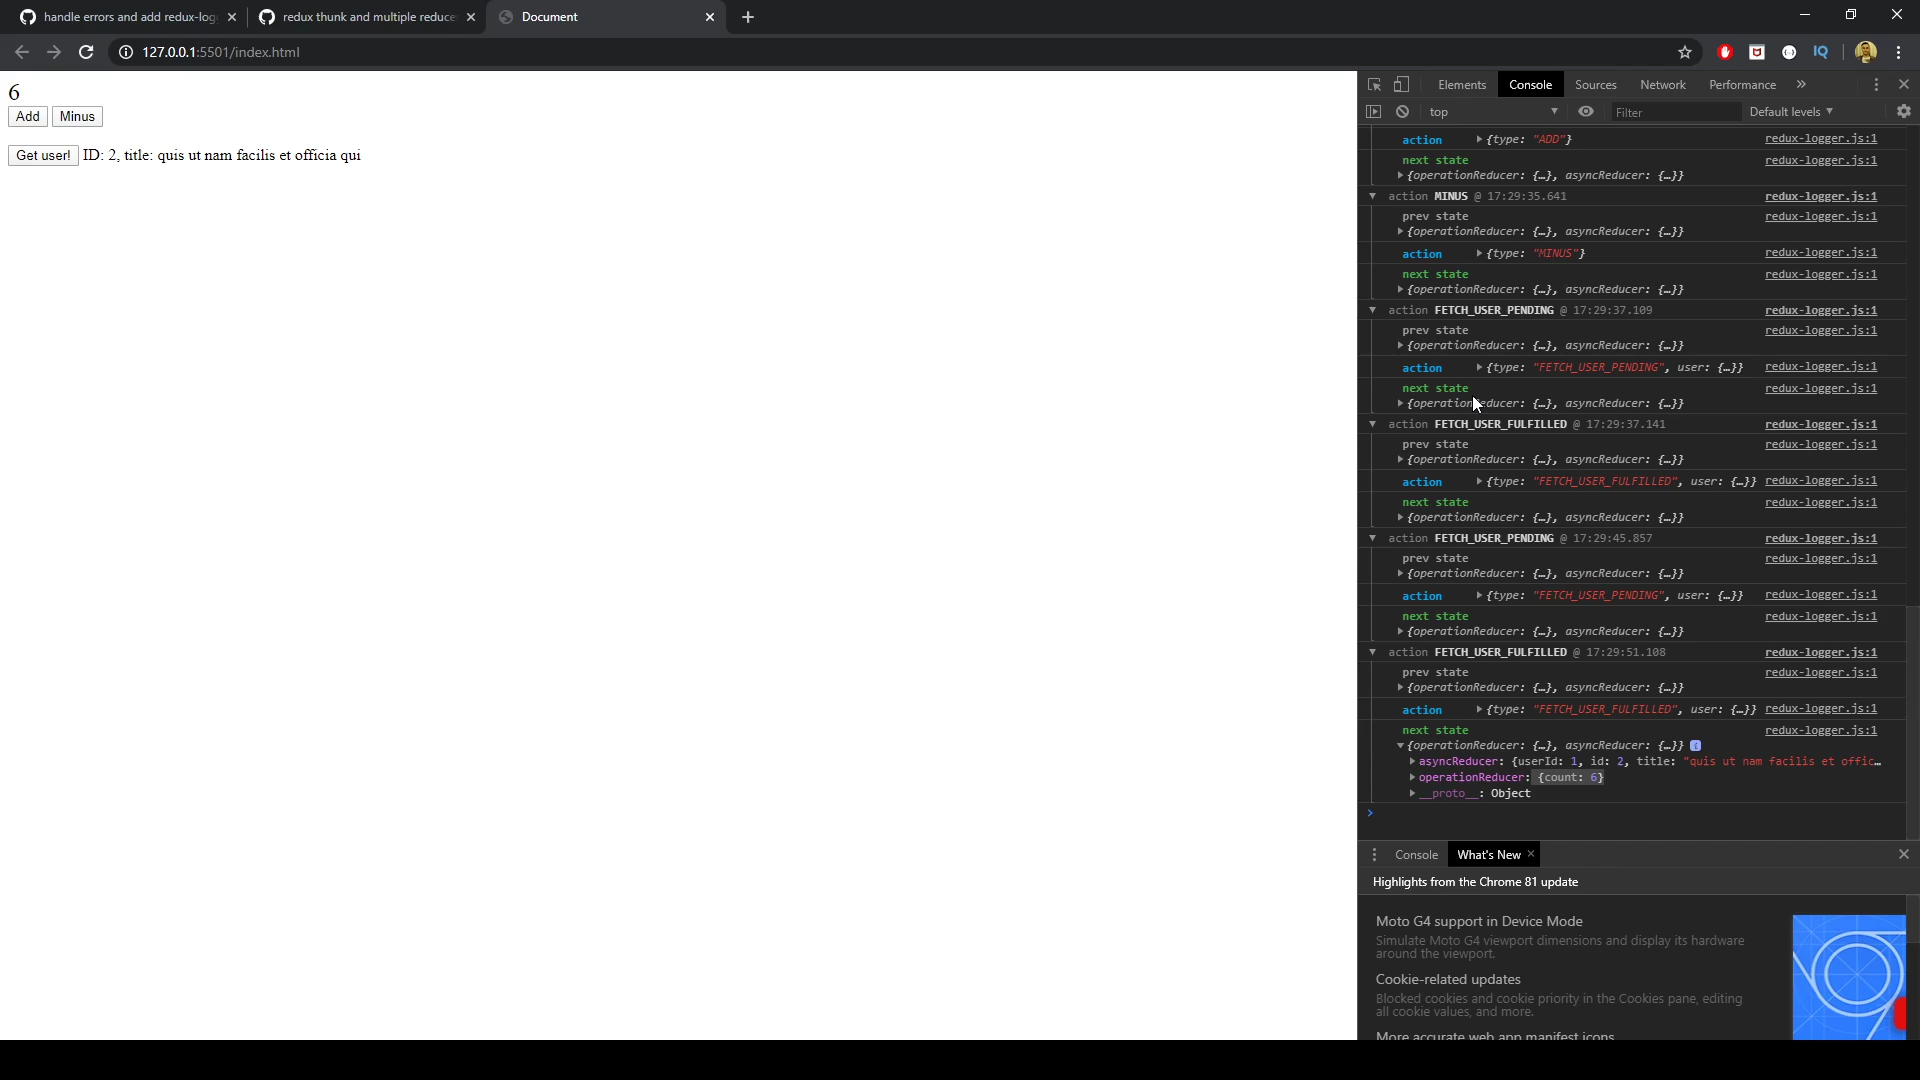 handle errors and add redux-log
redux thunk and multiple reduce
Document
127.0.0.1:5501/index.html
6
Add Minus
Get user! ID: 2, title: quis ut nam facilis et officia qui
Elements Console Sources Network Performance
top Filter Default levels
action {type: "ADD"} redux-logger.js:1
next state redux-logger.js:1
{operationReducer: {…}, asyncReducer: {…}}
action MINUS @ 17:29:35.641 redux-logger.js:1
prev state redux-logger.js:1
{operationReducer: {…}, asyncReducer: {…}}
action {type: "MINUS"} redux-logger.js:1
next state redux-logger.js:1
{operationReducer: {…}, asyncReducer: {…}}
action FETCH_USER_PENDING @ 17:29:37.109 redux-logger.js:1
prev state redux-logger.js:1
{operationReducer: {…}, asyncReducer: {…}}
action {type: "FETCH_USER_PENDING", user: {…}} redux-logger.js:1
next state redux-logger.js:1
{operationReducer: {…}, asyncReducer: {…}}
action FETCH_USER_FULFILLED @ 17:29:37.141 redux-logger.js:1
prev state redux-logger.js:1
{operationReducer: {…}, asyncReducer: {…}}
action {type: "FETCH_USER_FULFILLED", user: {…}} redux-logger.js:1
next state redux-logger.js:1
{operationReducer: {…}, asyncReducer: {…}}
action FETCH_USER_PENDING @ 17:29:45.857 redux-logger.js:1
prev state redux-logger.js:1
{operationReducer: {…}, asyncReducer: {…}}
action {type: "FETCH_USER_PENDING", user: {…}} redux-logger.js:1
next state redux-logger.js:1
{operationReducer: {…}, asyncReducer: {…}}
action FETCH_USER_FULFILLED @ 17:29:51.108 redux-logger.js:1
prev state redux-logger.js:1
{operationReducer: {…}, asyncReducer: {…}}
action {type: "FETCH_USER_FULFILLED", user: {…}} redux-logger.js:1
next state redux-logger.js:1
{operationReducer: {…}, asyncReducer: {…}}
asyncReducer: {userId: 1, id: 2, title: "quis ut nam facilis et offic…
operationReducer: {count: 6}
__proto__: Object
Console What's New
Highlights from the Chrome 81 update
Moto G4 support in Device Mode
Simulate Moto G4 viewport dimensions and display its hardware
around the viewport.
Cookie-related updates
Blocked cookies and cookie priority in the Cookies pane, editing
all cookie values, and more.
More accurate web app manifest icons